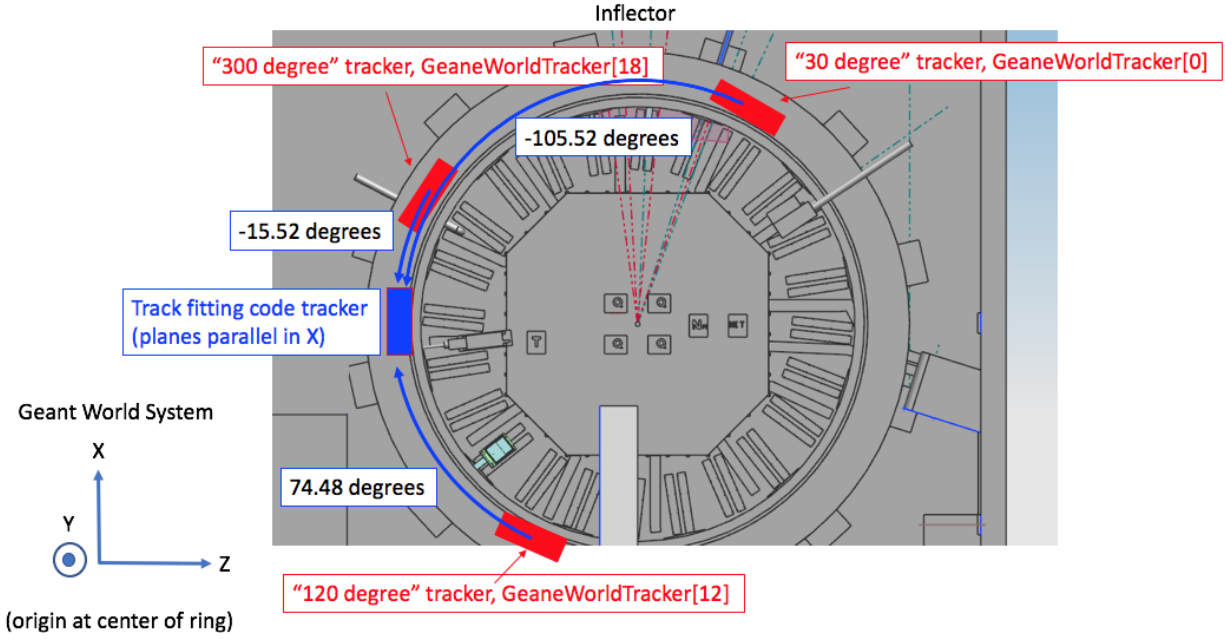 Inflector
“300 degree” tracker, GeaneWorldTracker[18]
“30 degree” tracker, GeaneWorldTracker[0]
-105.52 degrees
-15.52 degrees
Track fitting code tracker
(planes parallel in X)
Q
Q
Q
Q
T
NET
Geant World System
X
Y
Z
74.48 degrees
“120 degree” tracker, GeaneWorldTracker[12]
(origin at center of ring)